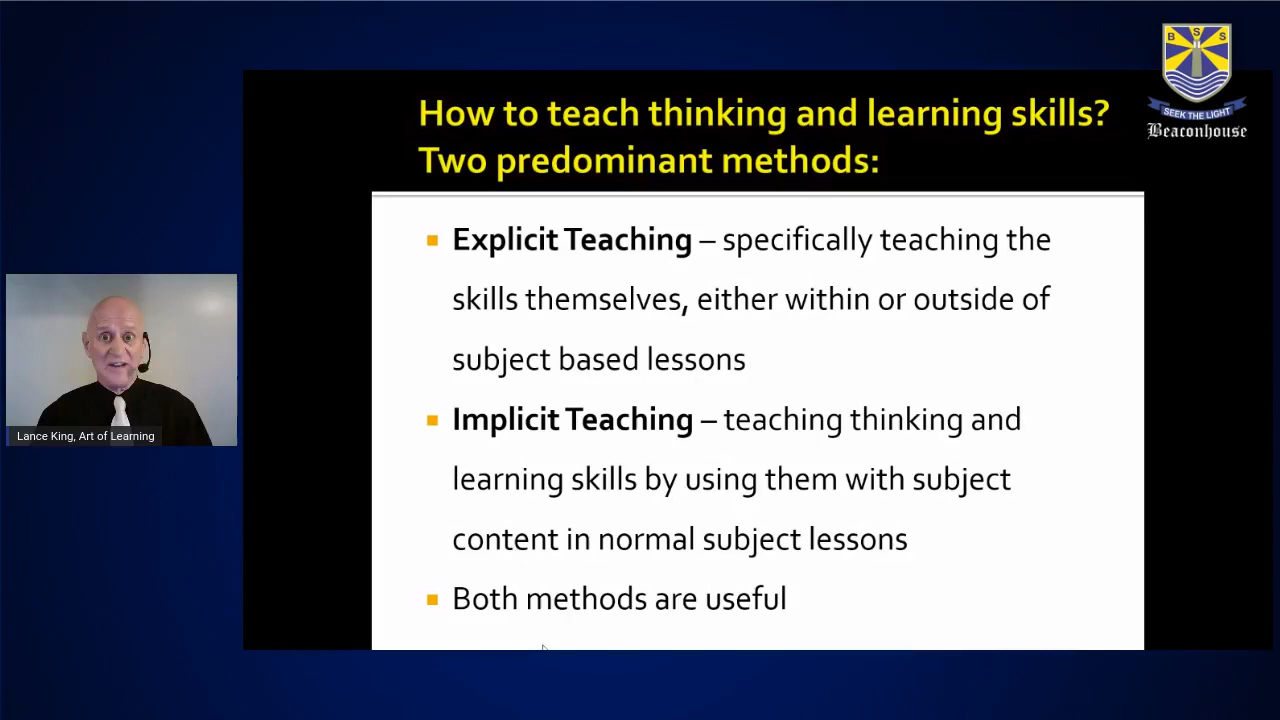 B S S
SEEK THE LIGHT
Beaconhouse
How to teach thinking and learning skills?
Two predominant methods:
Explicit Teaching – specifically teaching the
skills themselves, either within or outside of
subject based lessons
Implicit Teaching – teaching thinking and
learning skills by using them with subject
content in normal subject lessons
Both methods are useful
Lance King, Art of Learning